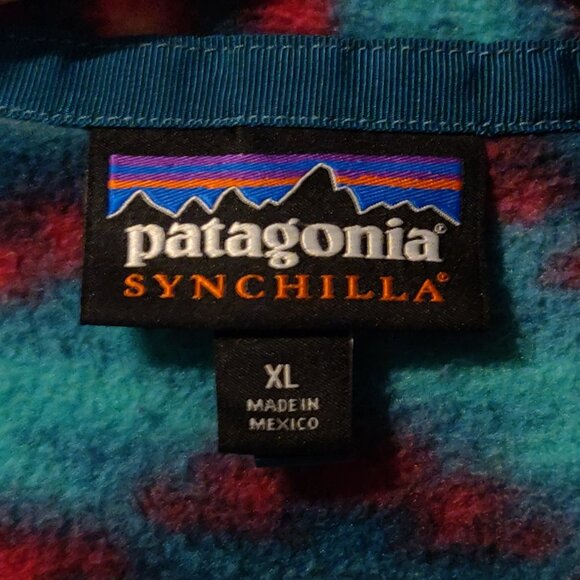 patagonia®
SYNCHILLA®
XL
MADE IN
MEXICO